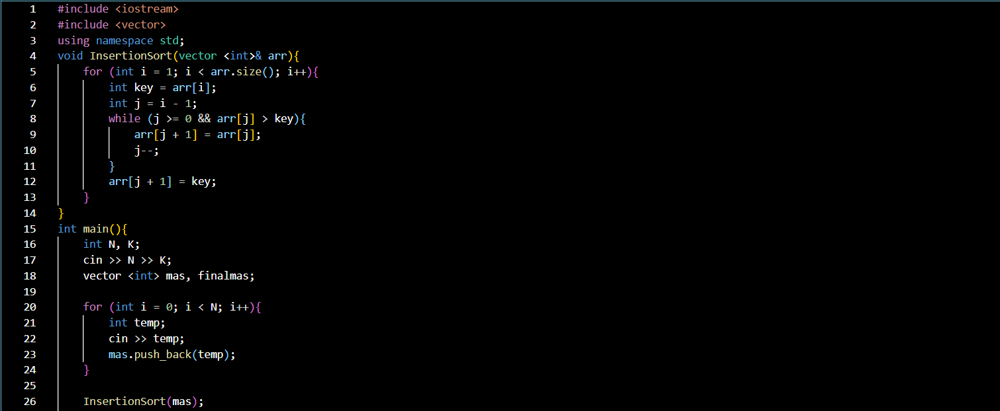 1 #include <iostream>
2 #include <vector>
3 using namespace std;
4 void InsertionSort(vector <int>& arr){
5 for (int i = 1; i < arr.size(); i++){
6 int key = arr[i];
7 int j = i - 1;
8 while (j >= 0 && arr[j] > key){
9 arr[j + 1] = arr[j];
10 j--;
11 }
12 arr[j + 1] = key;
13 }
14 }
15 int main(){
16 int N, K;
17 cin >> N >> K;
18 vector <int> mas, finalmas;
19
20 for (int i = 0; i < N; i++){
21 int temp;
22 cin >> temp;
23 mas.push_back(temp);
24 }
25
26 InsertionSort(mas);